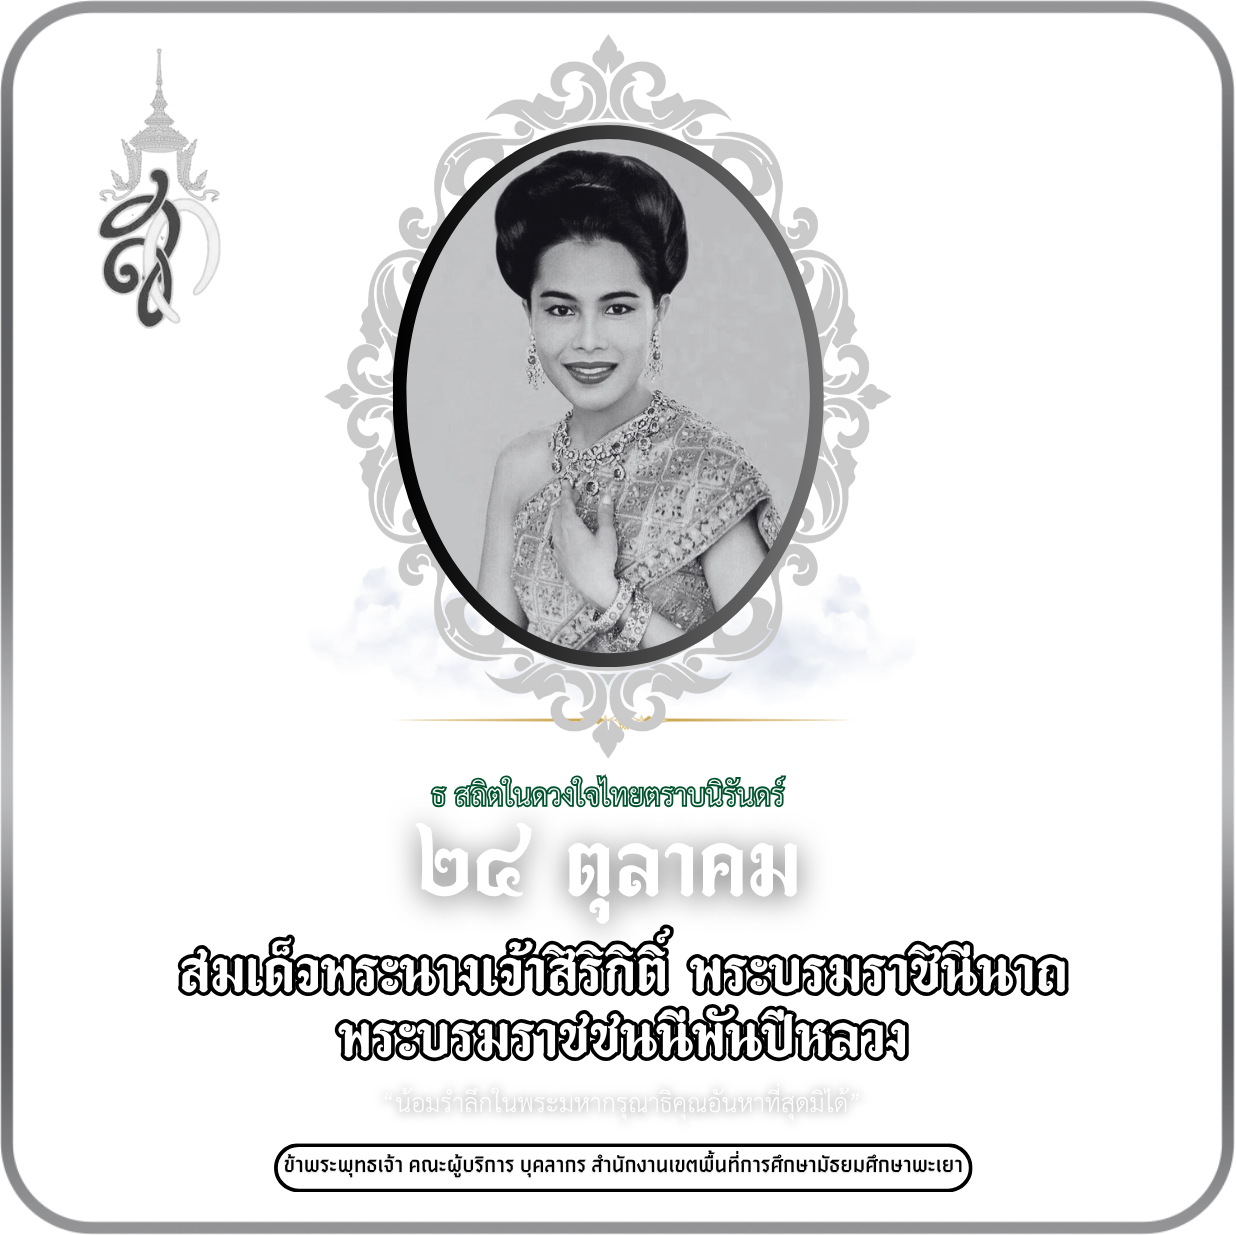 ธ สถิตในดวงใจไทยตราบนิรันดร์
๒๔ ตุลาคม
สมเด็จพระนางเจ้าสิริกิติ์ พระบรมราชินีนาถ
พระบรมราชชนนีพันปีหลวง
“น้อมรำลึกในพระมหากรุณาธิคุณอันหาที่สุดมิได้”
ข้าพระพุทธเจ้า คณะผู้บริการ บุคลากร สำนักงานเขตพื้นที่การศึกษามัธยมศึกษาพะเยา